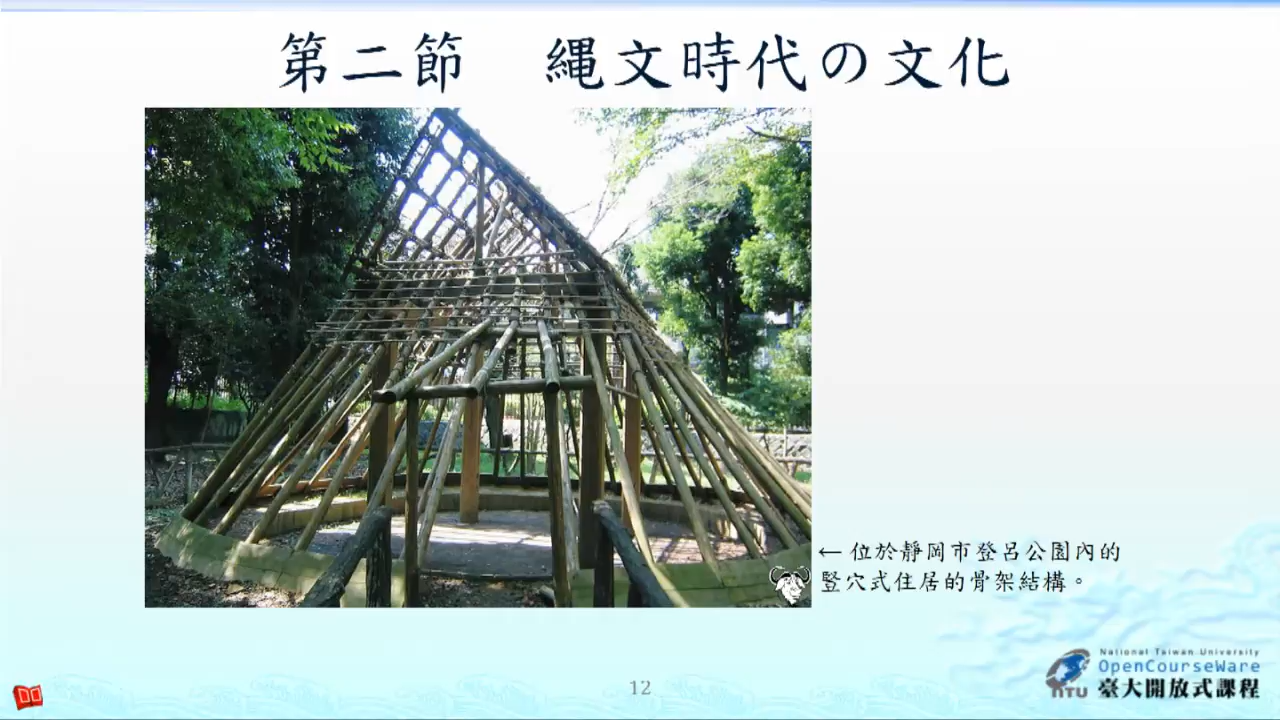 第二節　縄文時代の文化
←位於靜岡市登呂公園內的
豎穴式住居的骨架結構。
12
National Taiwan University
OpenCourseWare
NTU 臺大開放式課程